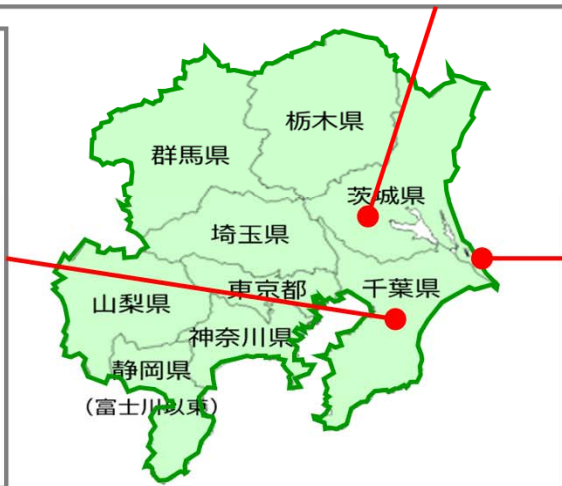 栃木県
群馬県
茨城県
埼玉県
東京都
千葉県
山梨県
神奈川県
静岡県
（富士川以東）